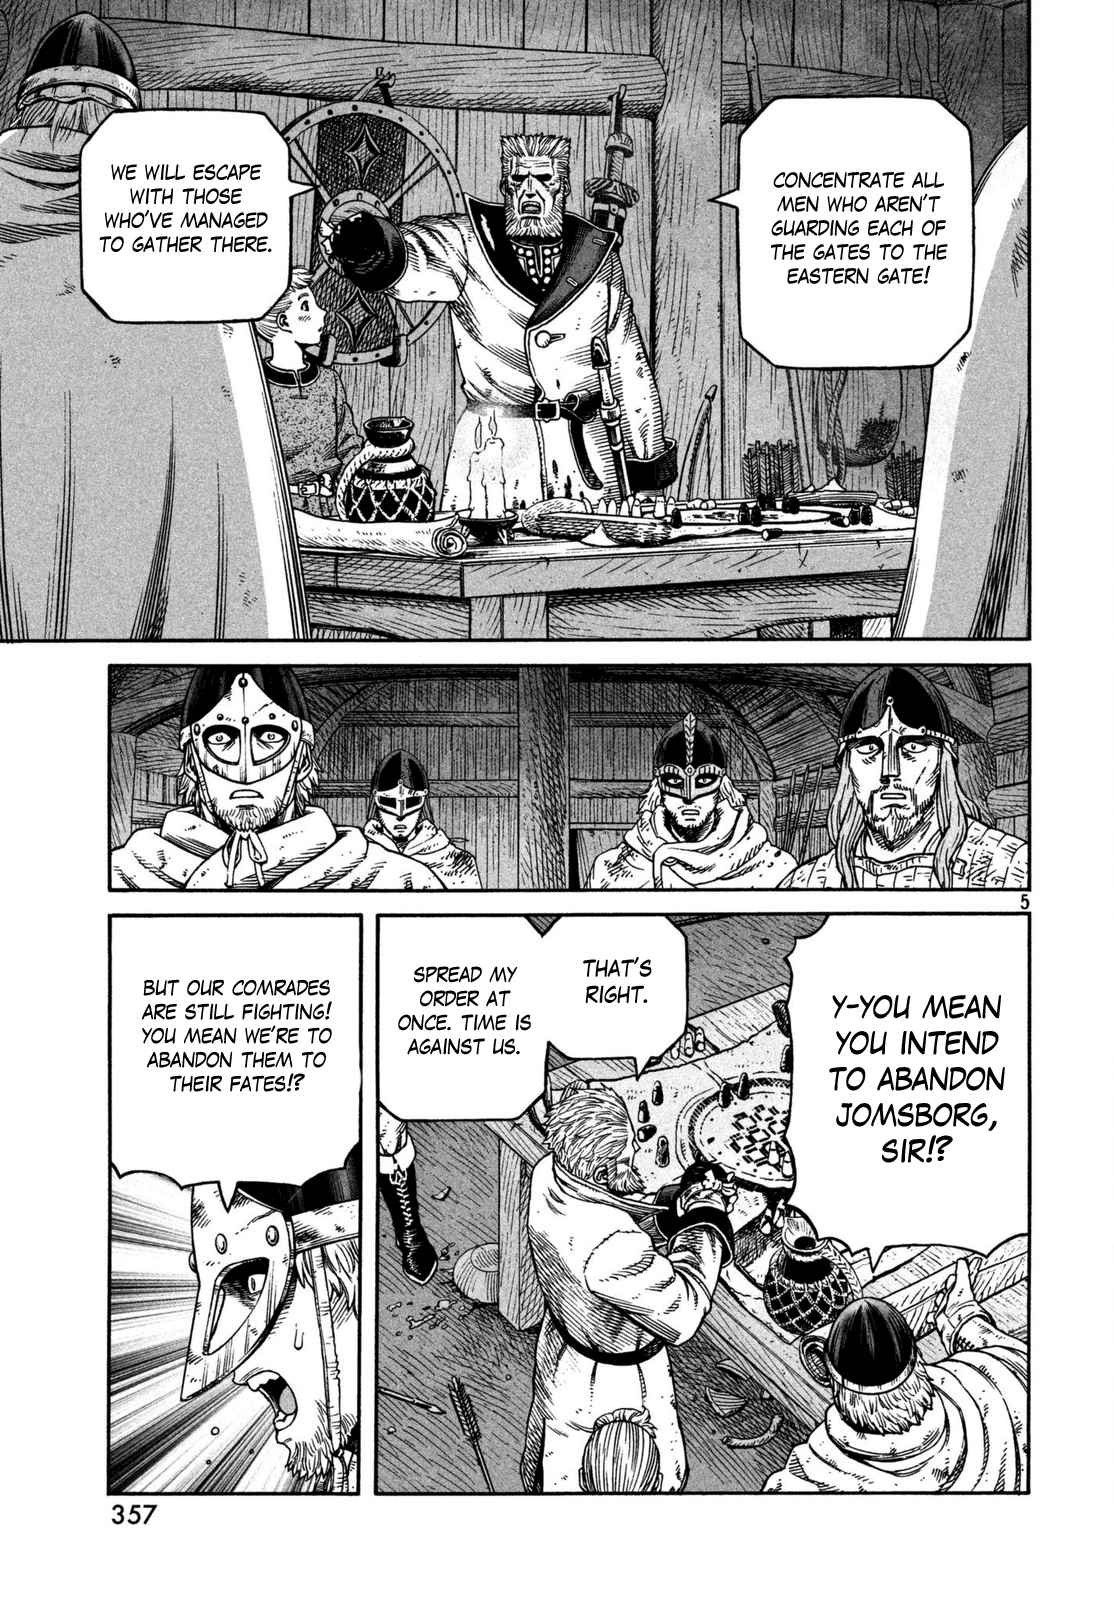 CONCENTRATE ALL
MEN WHO AREN'T
GUARDING EACH OF
THE GATES TO THE
EASTERN GATE!
WE WILL ESCAPE
WITH THOSE
WHO'VE MANAGED
TO GATHER THERE.
5
Y-YOU MEAN
YOU INTEND
TO ABANDON
JOMSBORG,
SIR!?
THAT'S
RIGHT.
SPREAD MY
ORDER AT
ONCE. TIME IS
AGAINST US.
BUT OUR COMRADES
ARE STILL FIGHTING!
YOU MEAN WE'RE TO
ABANDON THEM TO
THEIR FATES!?
357